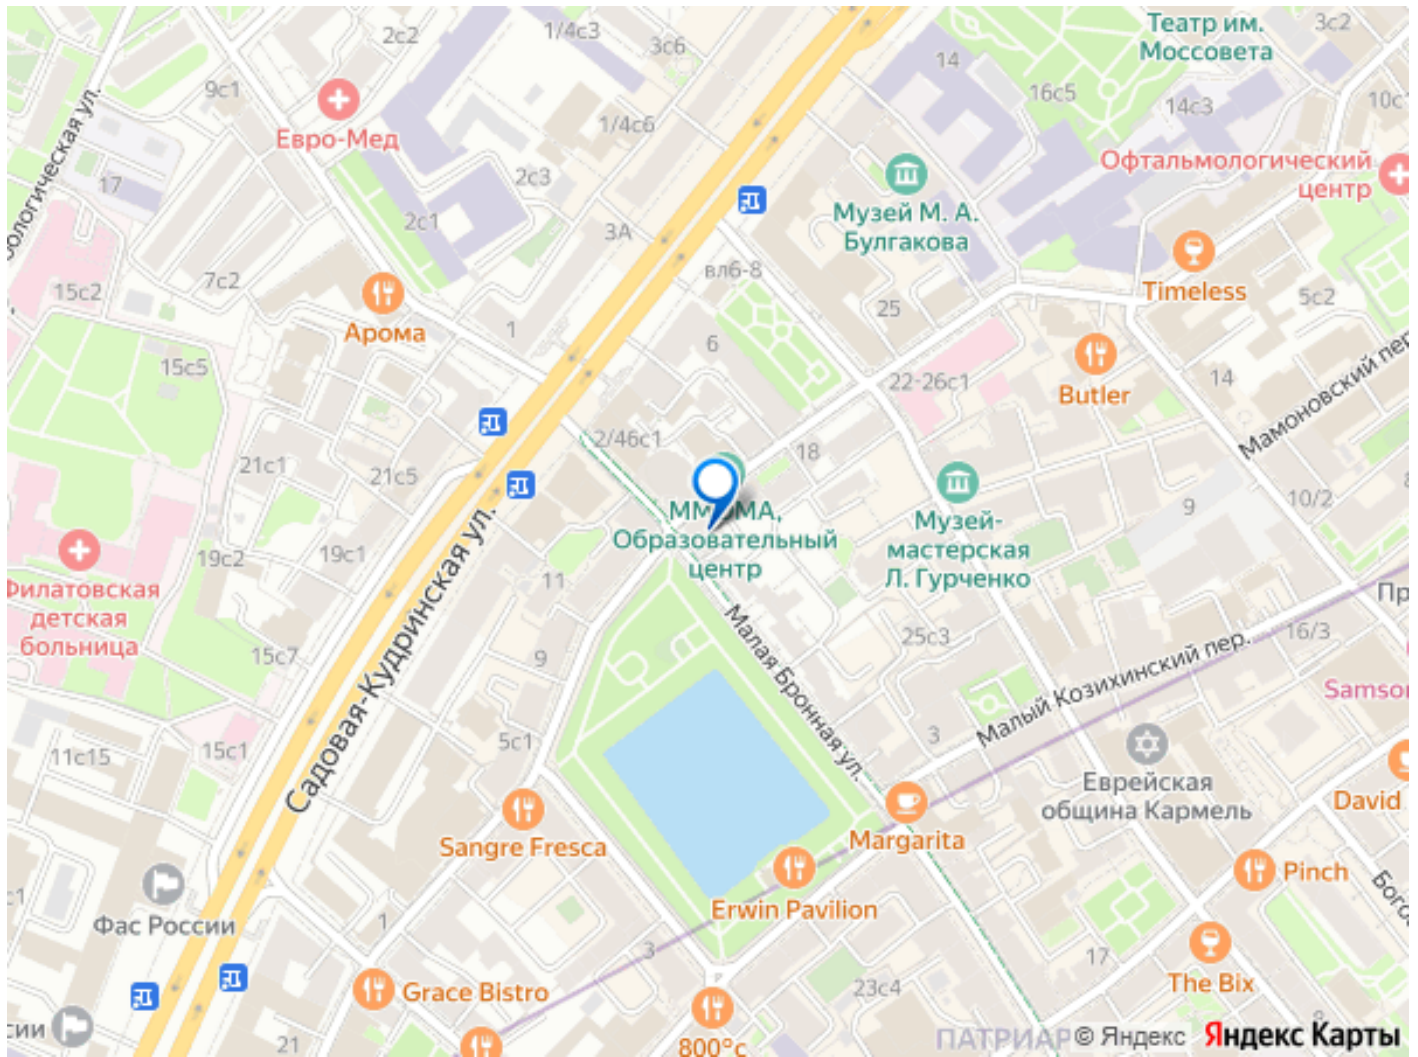 Театр им.
Моссовета
3с2
2с2
1/4с3
3с6
14
16с5
14с3
10с1
9с1
Евро-Мед
1/4с6
Офтальмологический
центр
17
2с3
2с1
3А
Музей М. А.
Булгакова
вл6-8
Timeless
5с2
15с2
7с2
Арома
1
25
6
Butler
22-26с1
14
Мамоновский пер.
15с5
2/46с1
18
21с1
21с5
10/2
9
ММОМА,
Образовательный
центр
Музей-
мастерская
Л. Гурченко
19с2
19с1
11
Филатовская
детская
больница
Садовая-Кудринская ул.
Малая Бронная ул.
25с3
16/3
Малый Козихинский пер.
15с7
9
3
5с1
11с15
15с1
Еврейская
община Кармель
David
Sangre Fresca
Margarita
Pinch
Фас России
1
Erwin Pavilion
3
17
The Bix
Grace Bistro
23с4
21
800°с
ПАТРИАР
© Яндекс
Яндекс Карты